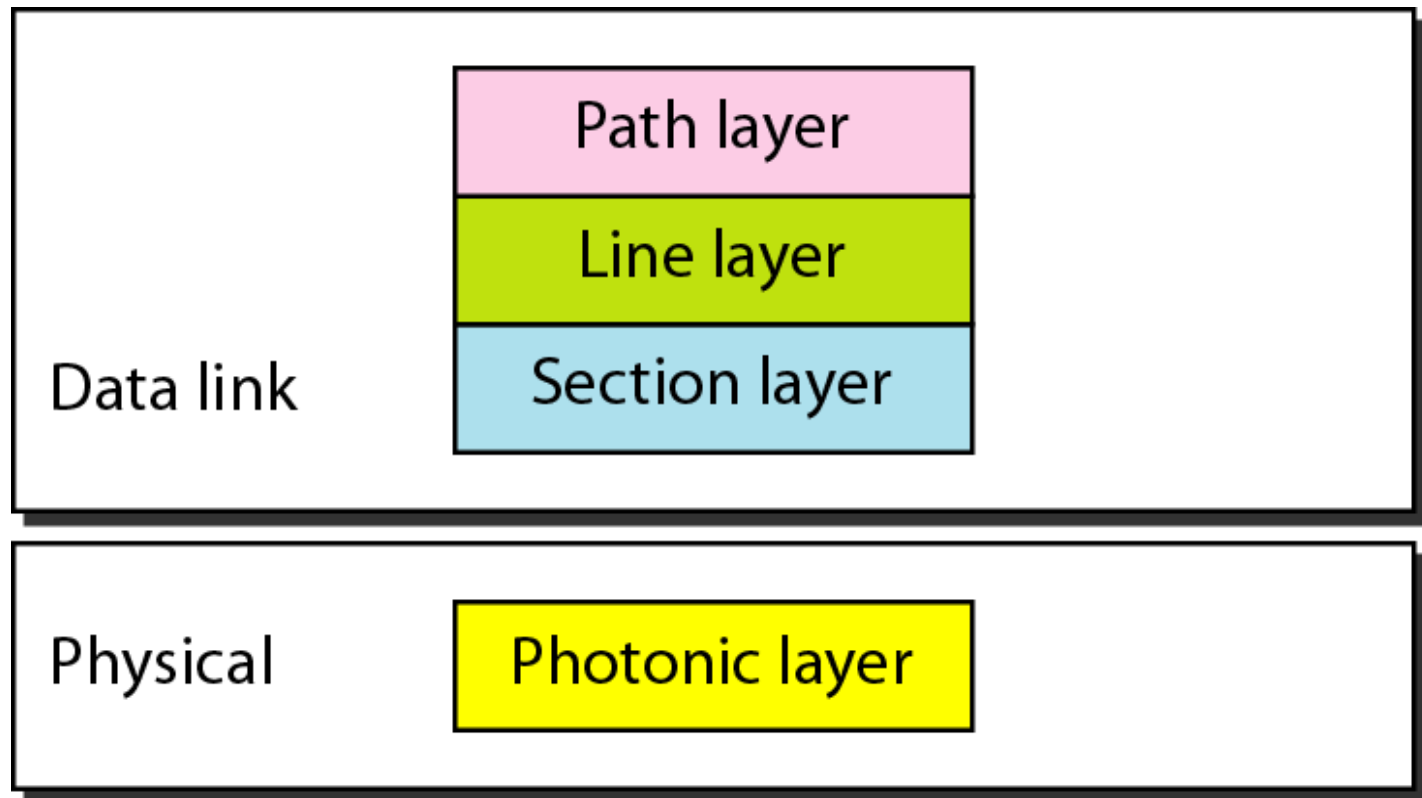 Path layer
Line layer
Data link
Section layer
Physical
Photonic layer